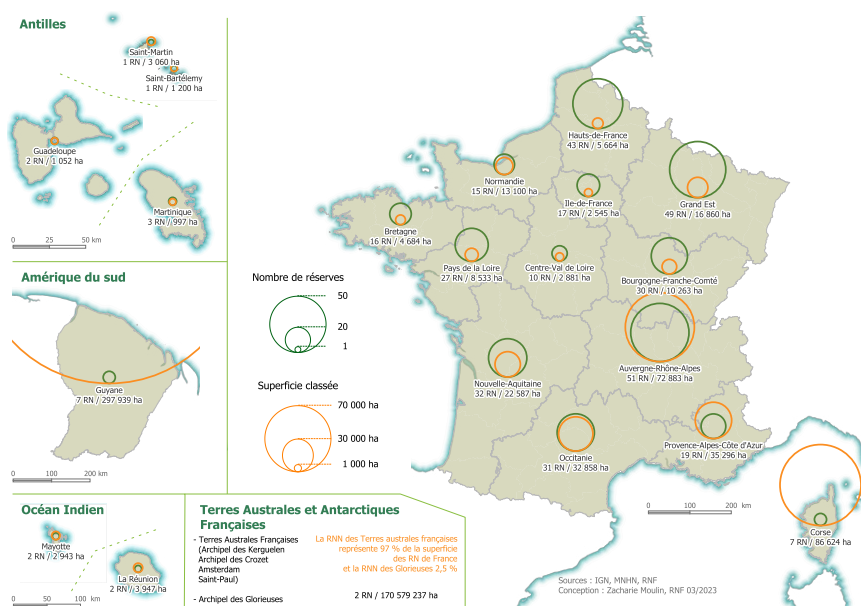 Antilles
Saint-Martin
1 RN / 3 060 ha
Saint-Bartélemy
1 RN / 1 200 ha
Guadeloupe
2 RN / 1 052 ha
Martinique
3 RN / 997 ha
0 25 50 km
Amérique du sud
Guyane
7 RN / 297 939 ha
0 100 200 km
Océan Indien
Mayotte
2 RN / 2 943 ha
La Réunion
2 RN / 3 947 ha
0 50 100 km
Nombre de réserves
50
20
1
Superficie classée
70 000 ha
30 000 ha
1 000 ha
Hauts-de-France
43 RN / 5 664 ha
Normandie
15 RN / 13 100 ha
Ile-de-France
17 RN / 2 545 ha
Grand Est
49 RN / 16 860 ha
Bretagne
16 RN / 4 684 ha
Pays de la Loire
27 RN / 8 533 ha
Centre-Val de Loire
10 RN / 2 881 ha
Bourgogne-Franche-Comté
30 RN / 10 263 ha
Auvergne-Rhône-Alpes
51 RN / 72 883 ha
Nouvelle-Aquitaine
32 RN / 22 587 ha
Occitanie
31 RN / 32 858 ha
Provence-Alpes-Côte d'Azur
19 RN / 35 296 ha
Corse
7 RN / 86 624 ha
0 100 200 km
Terres Australes et Antarctiques
Françaises
- Terres Australes Françaises
(Archipel des Kerguelen
Archipel des Crozet
Amsterdam
Saint-Paul)
- Archipel des Glorieuses
La RNN des Terres australes françaises
représente 97 % de la superficie
des RN de France
et la RNN des Glorieuses 2,5 %
2 RN / 170 579 237 ha
Sources : IGN, MNHN, RNF
Conception : Zacharie Moulin, RNF 03/2023